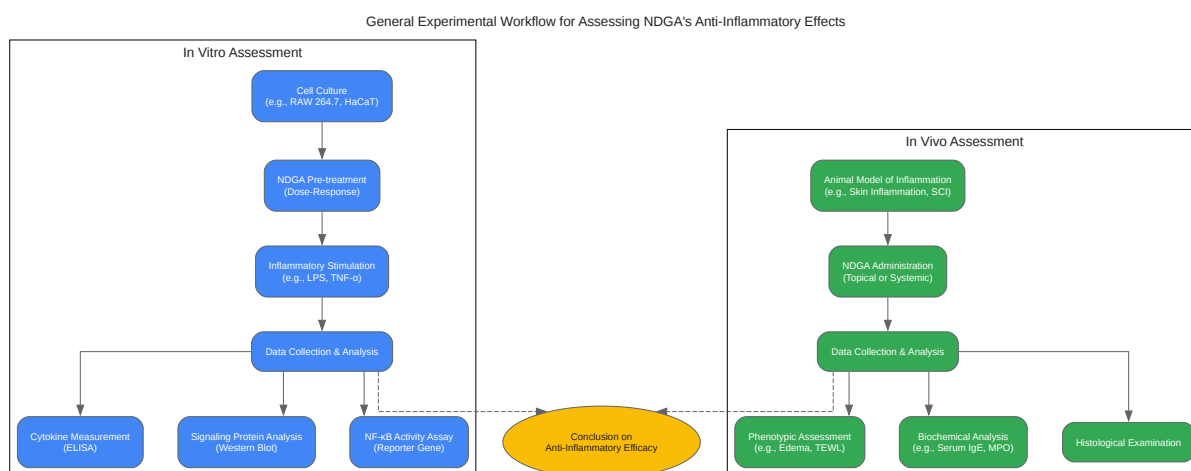 General Experimental Workflow for Assessing NDGA's Anti-Inflammatory Effects
In Vitro Assessment
Cell Culture
(e.g., RAW 264.7, HaCaT)
NDGA Pre-treatment
(Dose-Response)
Inflammatory Stimulation
(e.g., LPS, TNF-α)
Data Collection & Analysis
Cytokine Measurement
(ELISA)
Signaling Protein Analysis
(Western Blot)
NF-κB Activity Assay
(Reporter Gene)
Conclusion on
Anti-Inflammatory Efficacy
In Vivo Assessment
Animal Model of Inflammation
(e.g., Skin Inflammation, SCI)
NDGA Administration
(Topical or Systemic)
Data Collection & Analysis
Phenotypic Assessment
(e.g., Edema, TEWL)
Biochemical Analysis
(e.g., Serum IgE, MPO)
Histological Examination